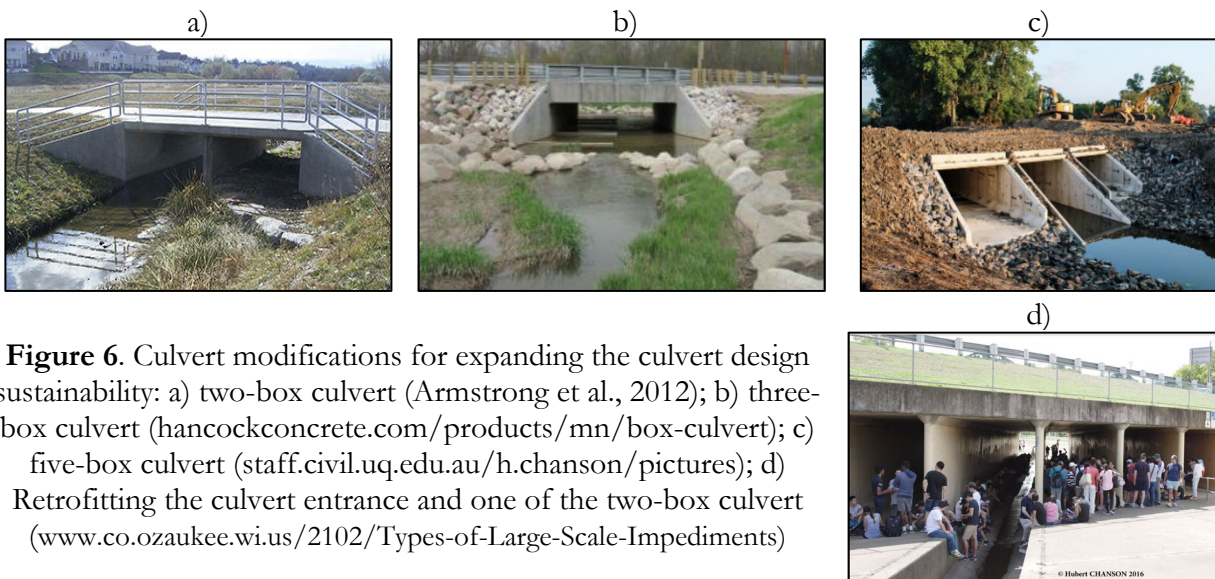 a)
b)
c)
d)
Figure 6. Culvert modifications for expanding the culvert design
sustainability: a) two-box culvert (Armstrong et al., 2012); b) three-
box culvert (hancockconcrete.com/products/mn/box-culvert); c)
five-box culvert (staff.civil.uq.edu.au/h.chanson/pictures); d)
Retrofitting the culvert entrance and one of the two-box culvert
(www.co.ozaukee.wi.us/2102/Types-of-Large-Scale-Impediments)
© Hubert CHANSON 2016